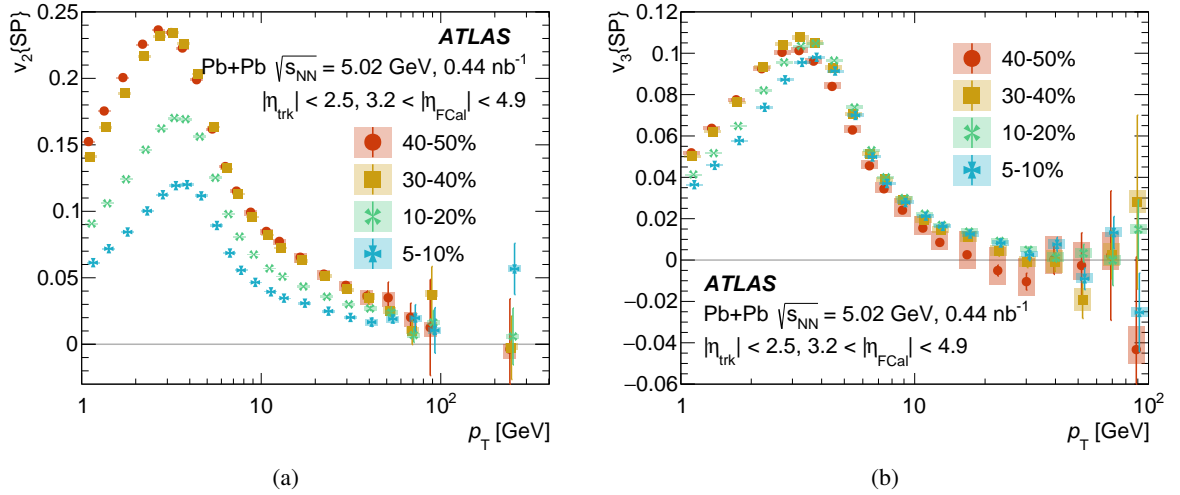 v₂{SP}
0.25
0.2
0.15
0.1
0.05
0
ATLAS
Pb+Pb √sNN = 5.02 GeV, 0.44 nb⁻¹
|ηtrk| < 2.5, 3.2 < |ηFCal| < 4.9
40-50%
30-40%
10-20%
5-10%
1 10 10²
pT [GeV]
(a)
v₃{SP}
0.12
0.1
0.08
0.06
0.04
0.02
0
−0.02
−0.04
−0.06
40-50%
30-40%
10-20%
5-10%
ATLAS
Pb+Pb √sNN = 5.02 GeV, 0.44 nb⁻¹
|ηtrk| < 2.5, 3.2 < |ηFCal| < 4.9
1 10 10²
pT [GeV]
(b)